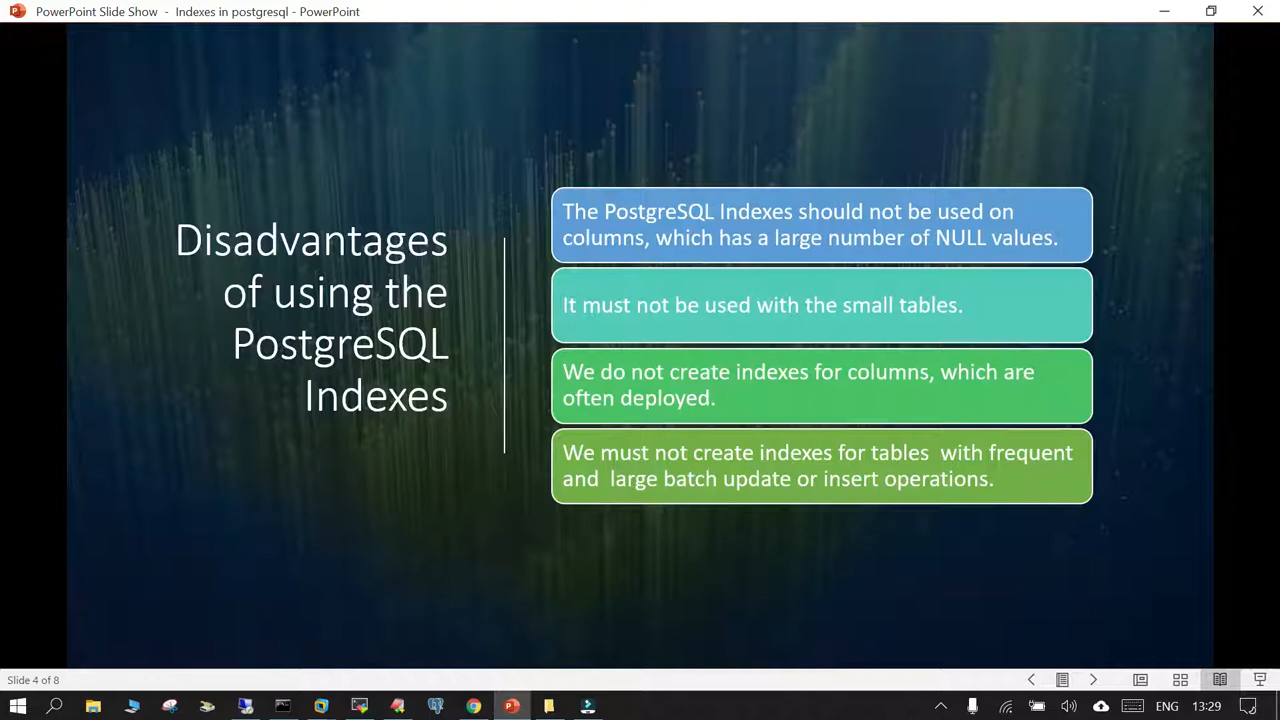 PowerPoint Slide Show - Indexes in postgresql - PowerPoint
Disadvantages
of using the
PostgreSQL
Indexes
The PostgreSQL Indexes should not be used on
columns, which has a large number of NULL values.
It must not be used with the small tables.
We do not create indexes for columns, which are
often deployed.
We must not create indexes for tables with frequent
and large batch update or insert operations.
Slide 4 of 8
ENG 13:29